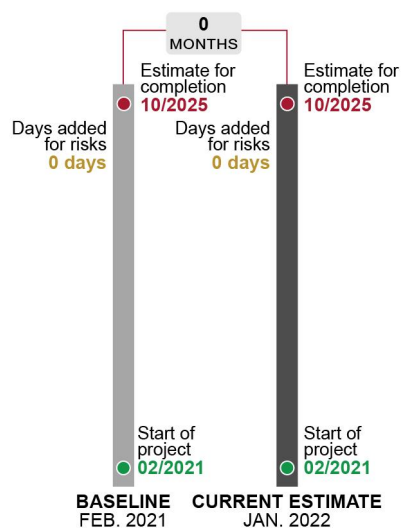 0
MONTHS
Estimate for
completion
10/2025
Days added
for risks
0 days
Start of
project
02/2021
BASELINE
FEB. 2021
Estimate for
completion
10/2025
Days added
for risks
0 days
Start of
project
02/2021
CURRENT ESTIMATE
JAN. 2022